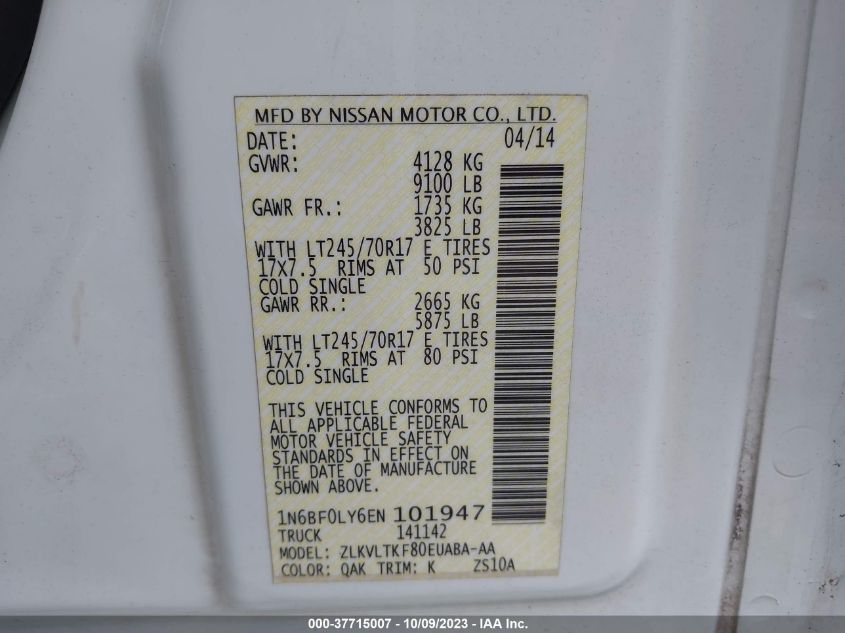 MFD BY NISSAN MOTOR CO., LTD.
DATE: 04/14
GVWR: 4128 KG
9100 LB
GAWR FR.: 1735 KG
3825 LB
WITH LT245/70R17 E TIRES
17X7.5 RIMS AT 50 PSI
COLD SINGLE
GAWR RR.: 2665 KG
5875 LB
WITH LT245/70R17 E TIRES
17X7.5 RIMS AT 80 PSI
COLD SINGLE
THIS VEHICLE CONFORMS TO
ALL APPLICABLE FEDERAL
MOTOR VEHICLE SAFETY
STANDARDS IN EFFECT ON
THE DATE OF MANUFACTURE
SHOWN ABOVE.
1N6BF0LY6EN 101947
TRUCK 141142
MODEL: ZLKVLTKF80EUABA-AA
COLOR: QAK TRIM: K ZS10A
000-37715007 - 10/09/2023 - IAA Inc.